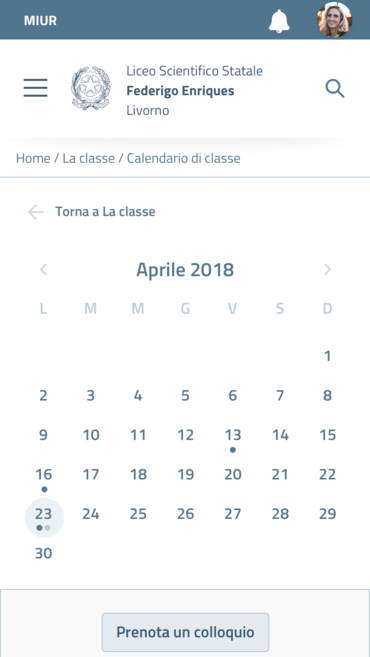 MIUR
Liceo Scientifico Statale
Federigo Enriques
Livorno
Home / La classe / Calendario di classe
Torna a La classe
Aprile 2018
L M M G V S D
1
2 3 4 5 6 7 8
9 10 11 12 13 14 15
16 17 18 19 20 21 22
23 24 25 26 27 28 29
30
Prenota un colloquio